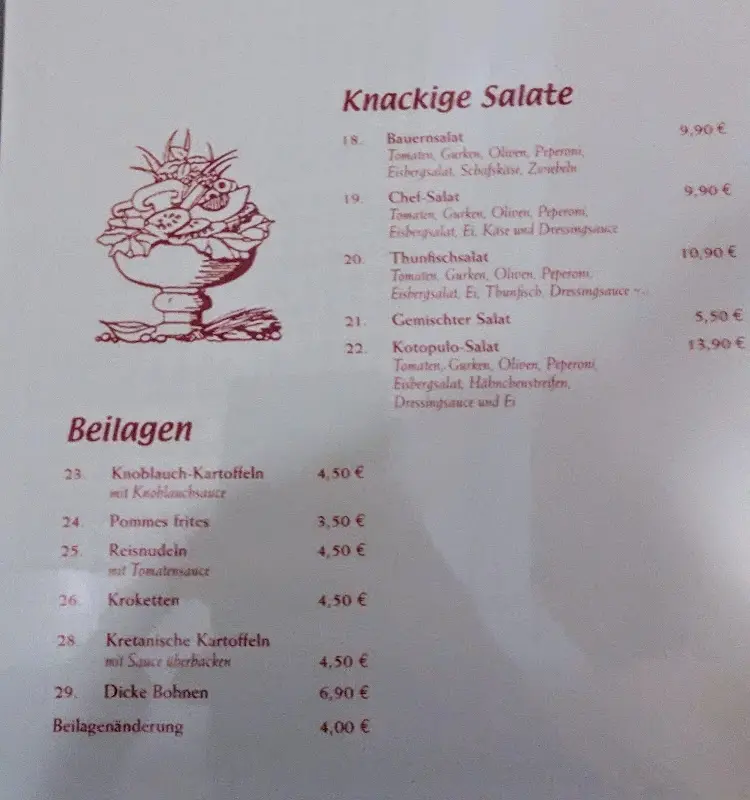 Knackige Salate
18. Bauernsalat 9,90 €
Tomaten, Gurken, Oliven, Peperoni,
Eisbergsalat, Schafskäse, Zwiebeln
19. Chef-Salat 9,90 €
Tomaten, Gurken, Oliven, Peperoni,
Eisbergsalat, Ei, Käse und Dressingsauce
20. Thunfischsalat 10,90 €
Tomaten, Gurken, Oliven, Peperoni,
Eisbergsalat, Ei, Thunfisch, Dressingsauce
21. Gemischter Salat 5,50 €
22. Kotopulo-Salat 13,90 €
Tomaten, Gurken, Oliven, Peperoni,
Eisbergsalat, Hähnchenstreifen,
Dressingsauce und Ei
Beilagen
23. Knoblauch-Kartoffeln 4,50 €
mit Knoblauchsauce
24. Pommes frites 3,50 €
25. Reisnudeln 4,50 €
mit Tomatensauce
26. Kroketten 4,50 €
28. Kretanische Kartoffeln
mit Sauce überbacken 4,50 €
29. Dicke Bohnen 6,90 €
Beilagenänderung 4,00 €